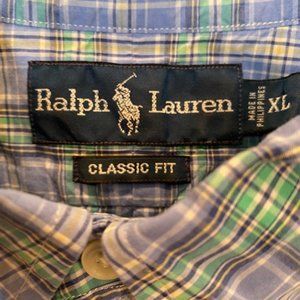 Ralph Lauren
MADE IN
PHILIPPINES
XL
CLASSIC FIT